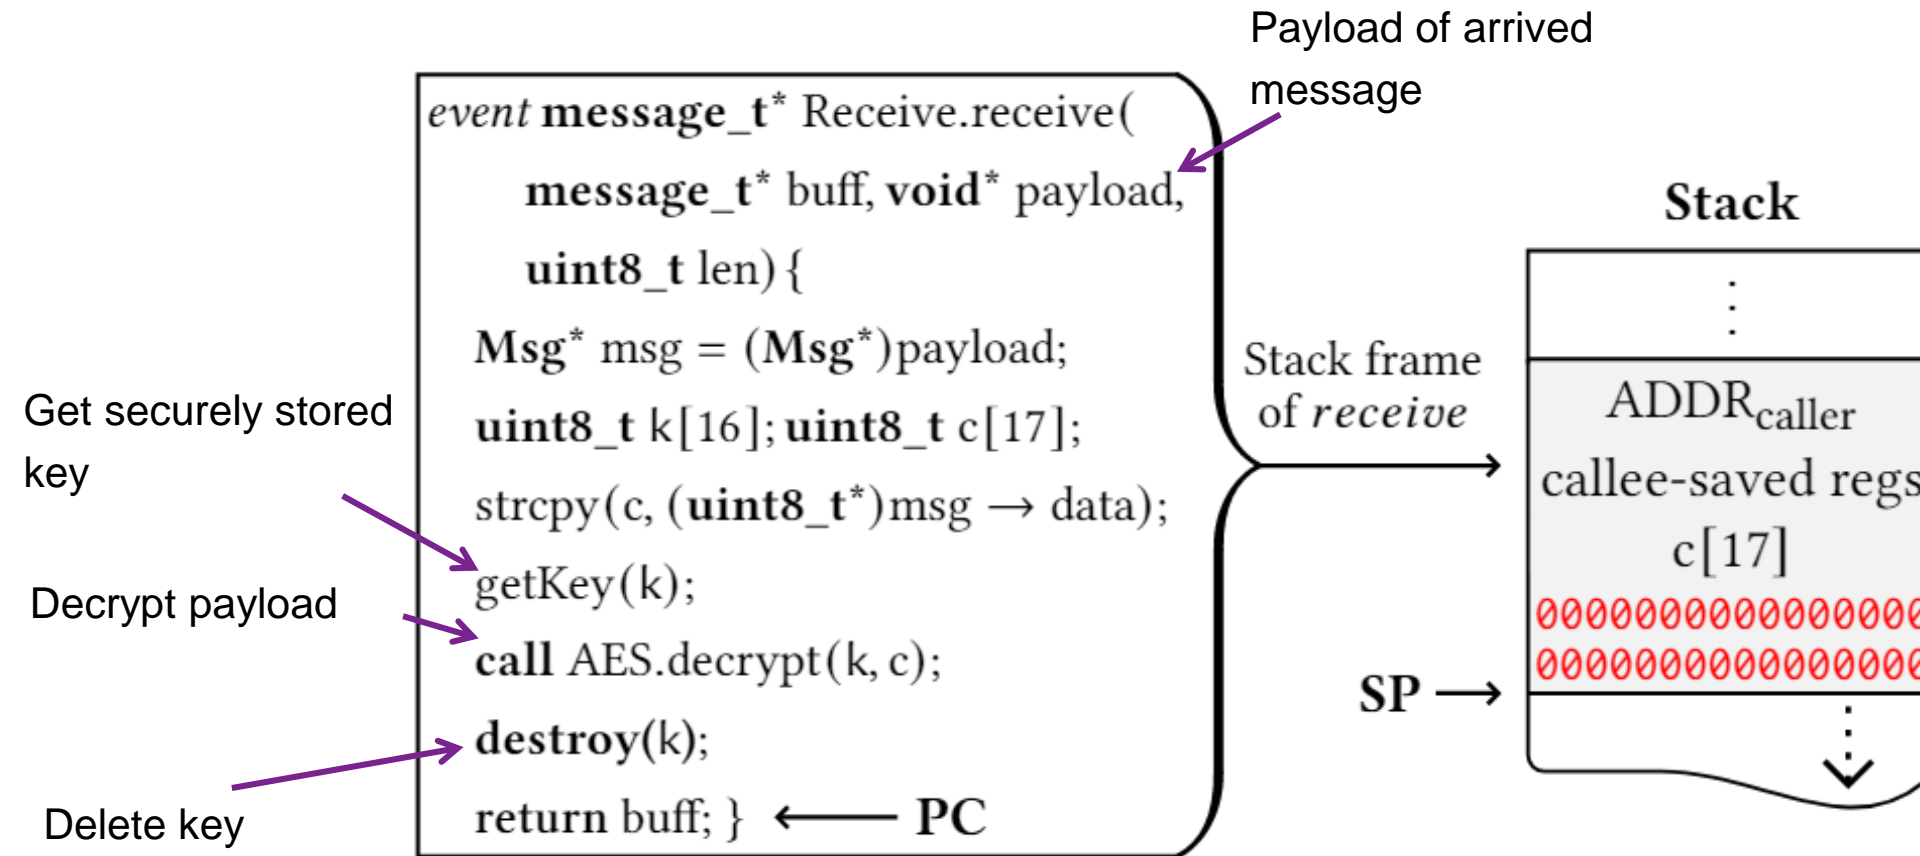 Payload of arrived
message
event message_t* Receive.receive(
message_t* buff, void* payload,
uint8_t len) {
Msg* msg = (Msg*)payload;
uint8_t k[16]; uint8_t c[17];
strcpy(c, (uint8_t*)msg → data);
getKey(k);
call AES.decrypt(k, c);
destroy(k);
return buff; } ← PC
Get securely stored
key
Decrypt payload
Delete key
Stack frame
of receive
SP →
Stack
⋮
ADDRcaller
callee-saved regs
c[17]
0000000000000000
0000000000000000